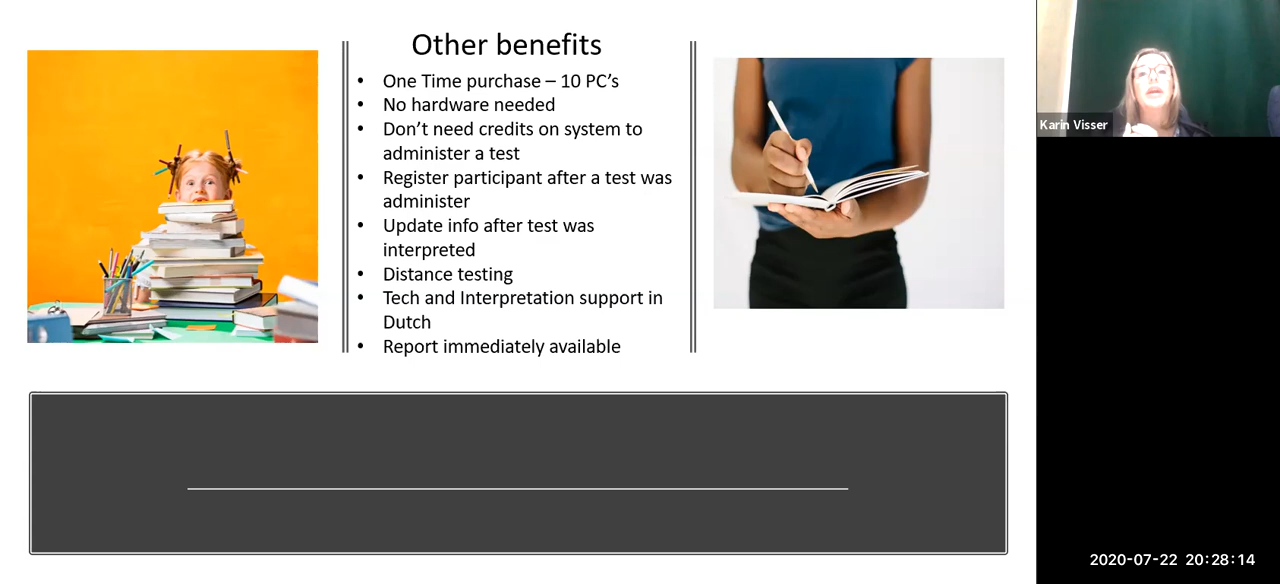 Other benefits
• One Time purchase – 10 PC’s
• No hardware needed
• Don’t need credits on system to
administer a test
• Register participant after a test was
administer
• Update info after test was
interpreted
• Distance testing
• Tech and Interpretation support in
Dutch
• Report immediately available
Karin Visser
2020-07-22 20:28:14